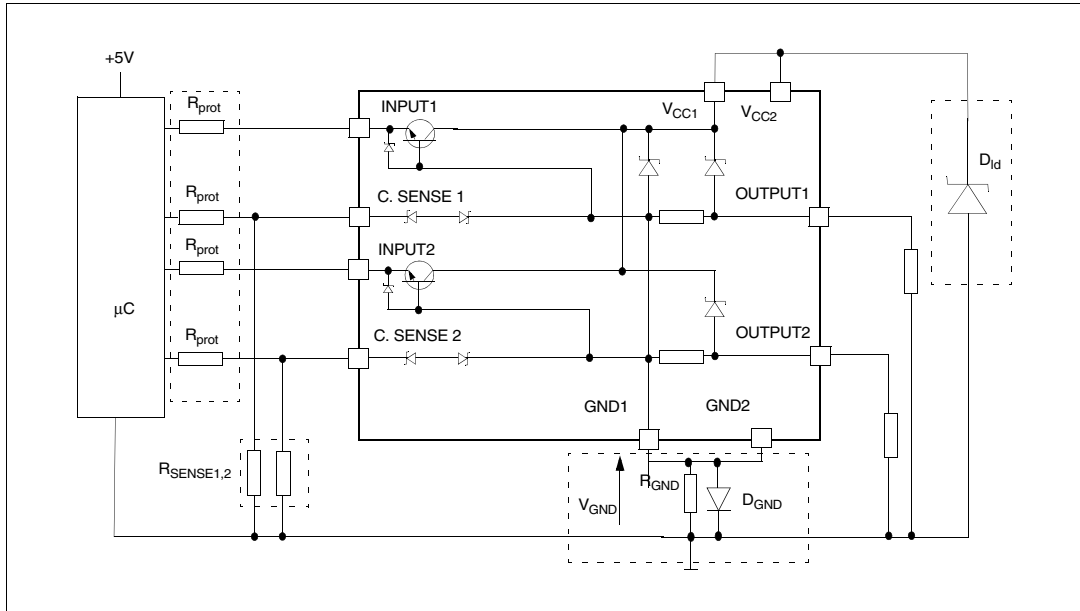 +5V
Rprot
INPUT1
VCC1
VCC2
Dld
Rprot
C. SENSE 1
OUTPUT1
Rprot
INPUT2
μC
Rprot
C. SENSE 2
OUTPUT2
GND1
GND2
RSENSE1,2
RGND
VGND
DGND